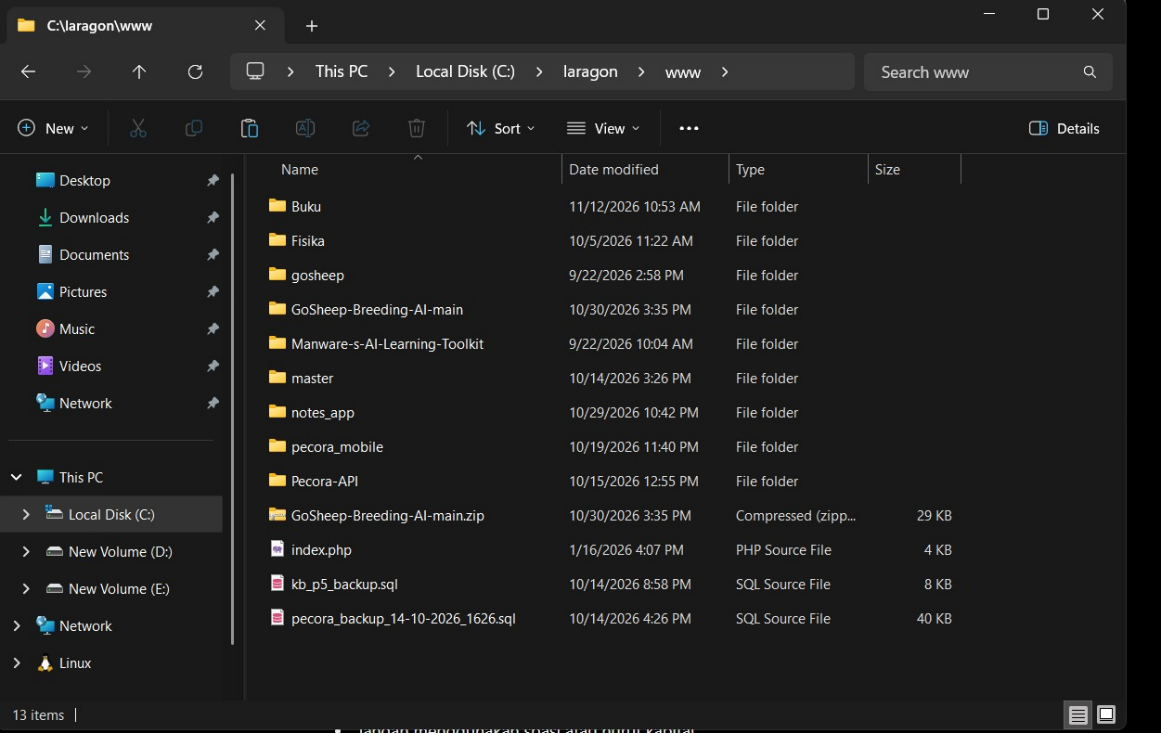 C:\laragon\www
This PC > Local Disk (C:) > laragon > www >
Search www
New
Sort
View
Details
Desktop
Downloads
Documents
Pictures
Music
Videos
Network
This PC
Local Disk (C:)
New Volume (D:)
New Volume (E:)
Network
Linux
Name Date modified Type Size
Buku 11/12/2026 10:53 AM File folder
Fisika 10/5/2026 11:22 AM File folder
gosheep 9/22/2026 2:58 PM File folder
GoSheep-Breeding-AI-main 10/30/2026 3:35 PM File folder
Manware-s-AI-Learning-Toolkit 9/22/2026 10:04 AM File folder
master 10/14/2026 3:26 PM File folder
notes_app 10/29/2026 10:42 PM File folder
pecora_mobile 10/19/2026 11:40 PM File folder
Pecora-API 10/15/2026 12:55 PM File folder
GoSheep-Breeding-AI-main.zip 10/30/2026 3:35 PM Compressed (zipp... 29 KB
index.php 1/16/2026 4:07 PM PHP Source File 4 KB
kb_p5_backup.sql 10/14/2026 8:58 PM SQL Source File 8 KB
pecora_backup_14-10-2026_1626.sql 10/14/2026 4:26 PM SQL Source File 40 KB
13 items